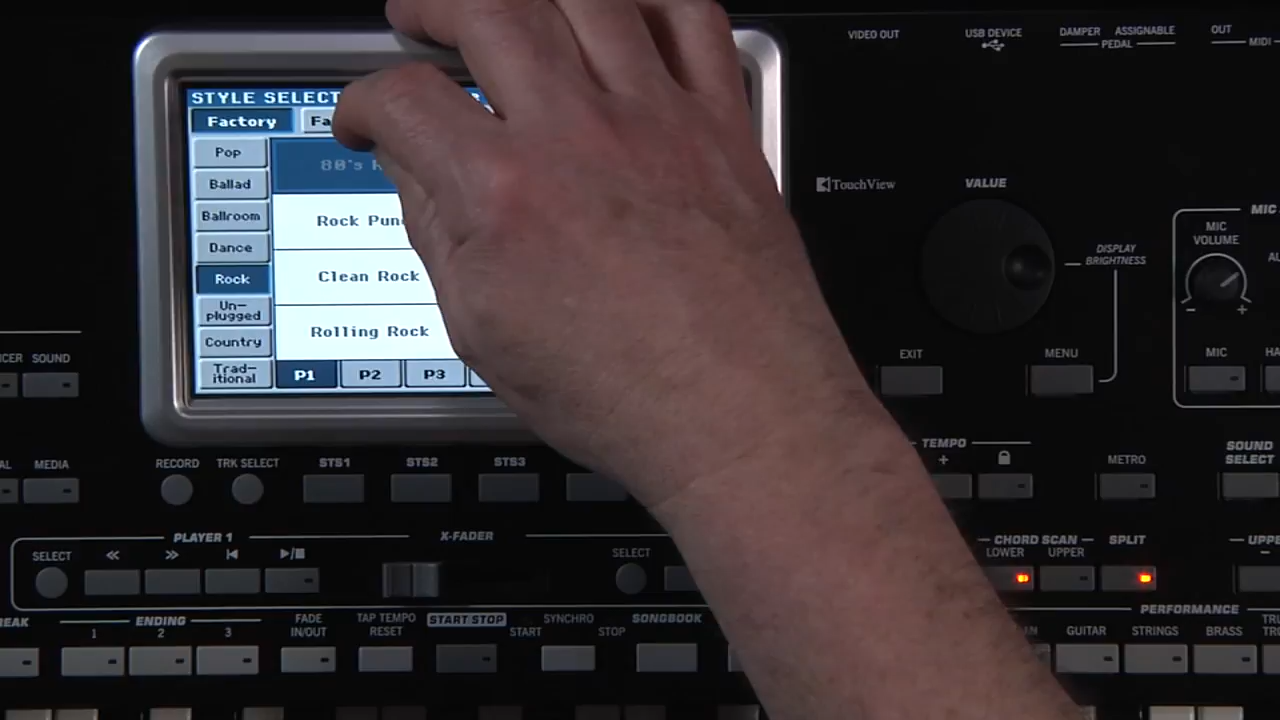 VIDEO OUT
USB DEVICE
DAMPER
ASSIGNABLE
PEDAL
OUT
MIDI
STYLE SELECT
Factory
Pop
80's
Ballad
TouchView
VALUE
MIC
MIC
VOLUME
Ballroom
Rock
Dance
DISPLAY
BRIGHTNESS
Rock
Clean Rock
Un-
plugged
- +
Rolling Rock
Country
SOUND
EXIT
MENU
MIC
Trad-
itional
P1
P2
P3
TEMPO
+
METRO
SOUND
SELECT
MEDIA
RECORD
TRK SELECT
STS1
STS2
STS3
PLAYER 1
X-FADER
CHORD SCAN
SPLIT
SELECT
SELECT
LOWER
UPPER
PERFORMANCE
ENDING
1
2
3
FADE
IN/OUT
TAP TEMPO
RESET
START STOP
SYNCHRO
START
STOP
SONGBOOK
GUITAR
STRINGS
BRASS